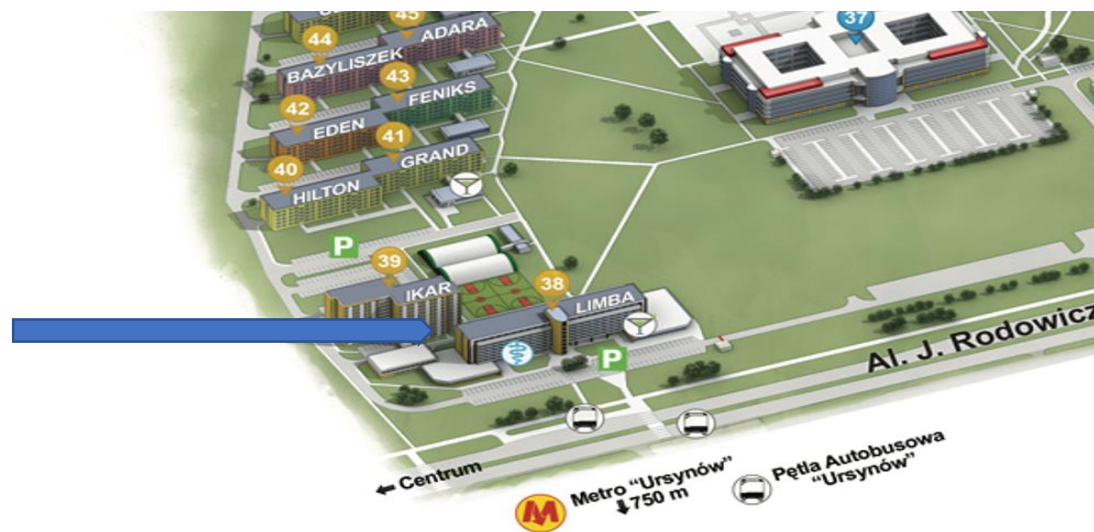 45
37
44
ADARA
BAZYLISZEK
43
FENIKS
42
EDEN
41
GRAND
40
HILTON
P
39
IKAR
38
LIMBA
P
Al. J. Rodowicz
← Centrum
M
Metro "Ursynów"
↓750 m
Pętla Autobusowa
"Ursynów"